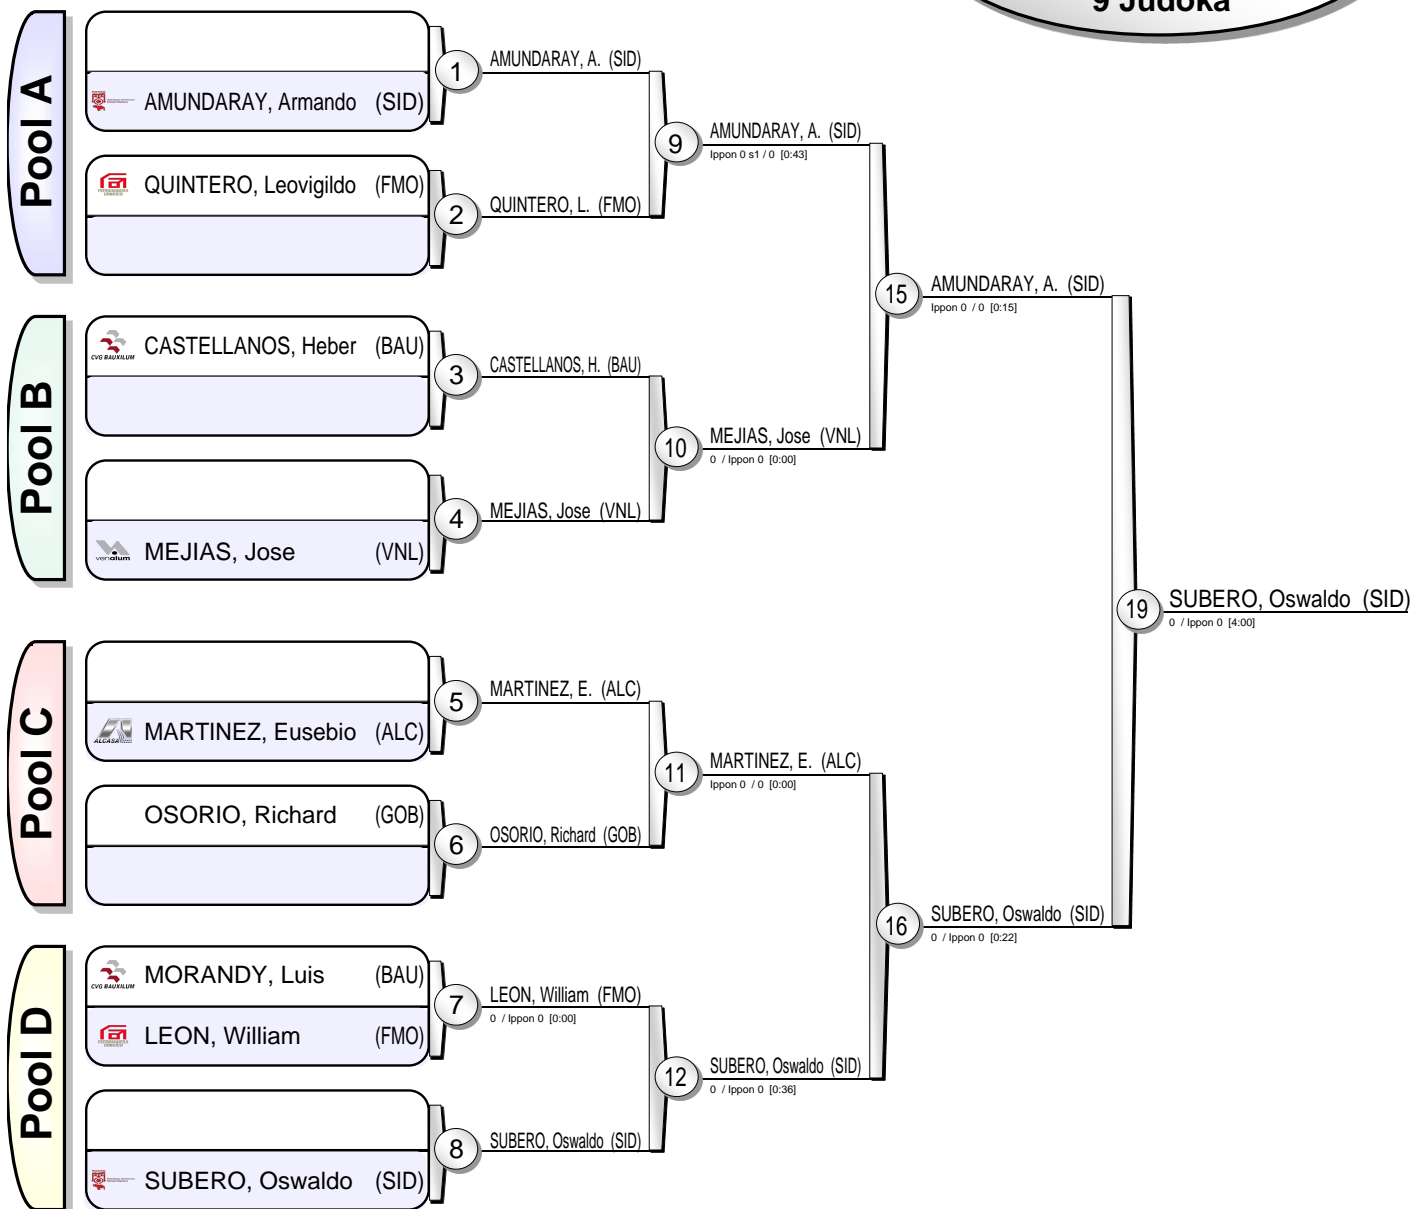 9 Judoka
Pool A
AMUNDARAY, Armando (SID)
QUINTERO, Leovigildo (FMO)
1
AMUNDARAY, A. (SID)
2
QUINTERO, L. (FMO)
9
AMUNDARAY, A. (SID)
Ippon 0 s1 / 0 [0:43]
Pool B
CVG BAUXILUM
CASTELLANOS, Heber (BAU)
venalum
MEJIAS, Jose (VNL)
3
CASTELLANOS, H. (BAU)
4
MEJIAS, Jose (VNL)
10
MEJIAS, Jose (VNL)
0 / Ippon 0 [0:00]
15
AMUNDARAY, A. (SID)
Ippon 0 / 0 [0:15]
Pool C
ALCASA
MARTINEZ, Eusebio (ALC)
OSORIO, Richard (GOB)
5
MARTINEZ, E. (ALC)
6
OSORIO, Richard (GOB)
11
MARTINEZ, E. (ALC)
Ippon 0 / 0 [0:00]
Pool D
CVG BAUXILUM
MORANDY, Luis (BAU)
LEON, William (FMO)
SUBERO, Oswaldo (SID)
7
LEON, William (FMO)
0 / Ippon 0 [0:00]
8
SUBERO, Oswaldo (SID)
12
SUBERO, Oswaldo (SID)
0 / Ippon 0 [0:36]
16
SUBERO, Oswaldo (SID)
0 / Ippon 0 [0:22]
19
SUBERO, Oswaldo (SID)
0 / Ippon 0 [4:00]